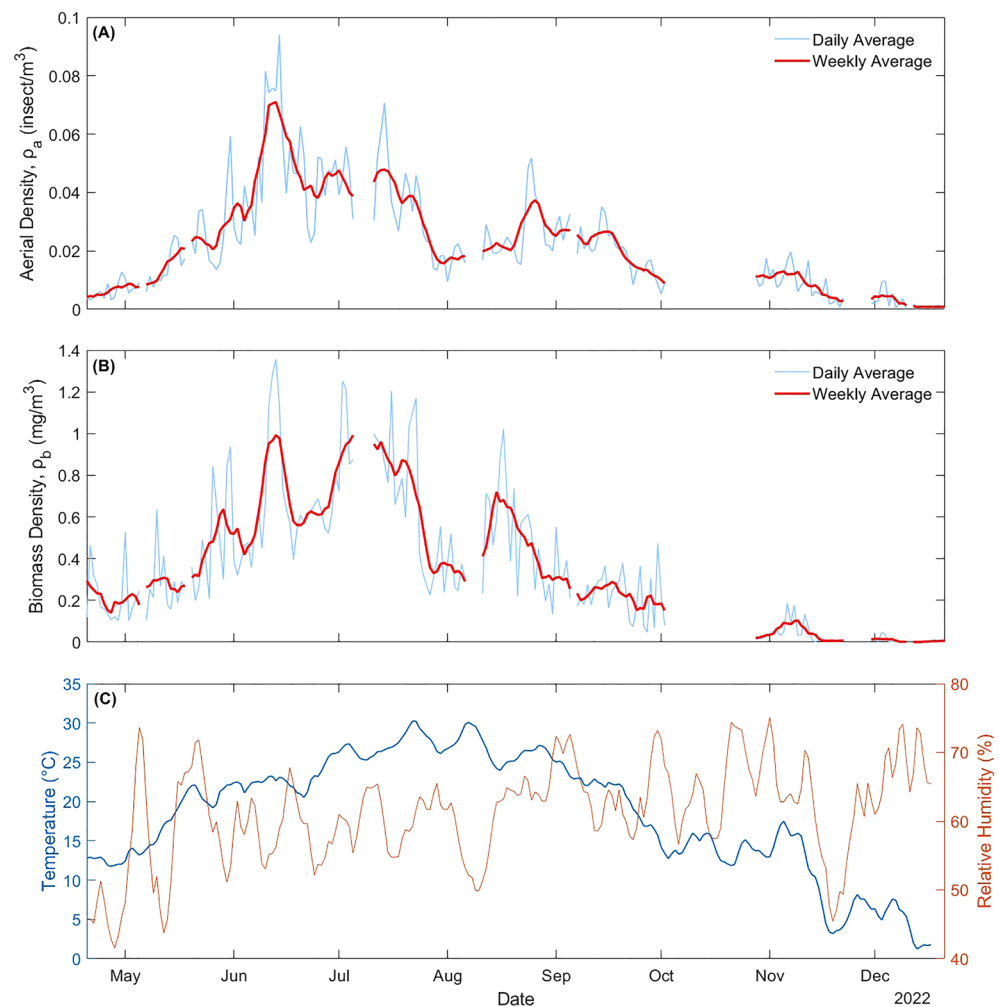 (A)
0.1
0.08
0.06
0.04
0.02
0
Aerial Density, ρa (insect/m3)
Daily Average
Weekly Average
(B)
1.4
1.2
1
0.8
0.6
0.4
0.2
0
Biomass Density, ρb (mg/m3)
Daily Average
Weekly Average
(C)
35
30
25
20
15
10
5
0
Temperature (°C)
80
70
60
50
40
Relative Humidity (%)
May Jun Jul Aug Sep Oct Nov Dec
Date
2022